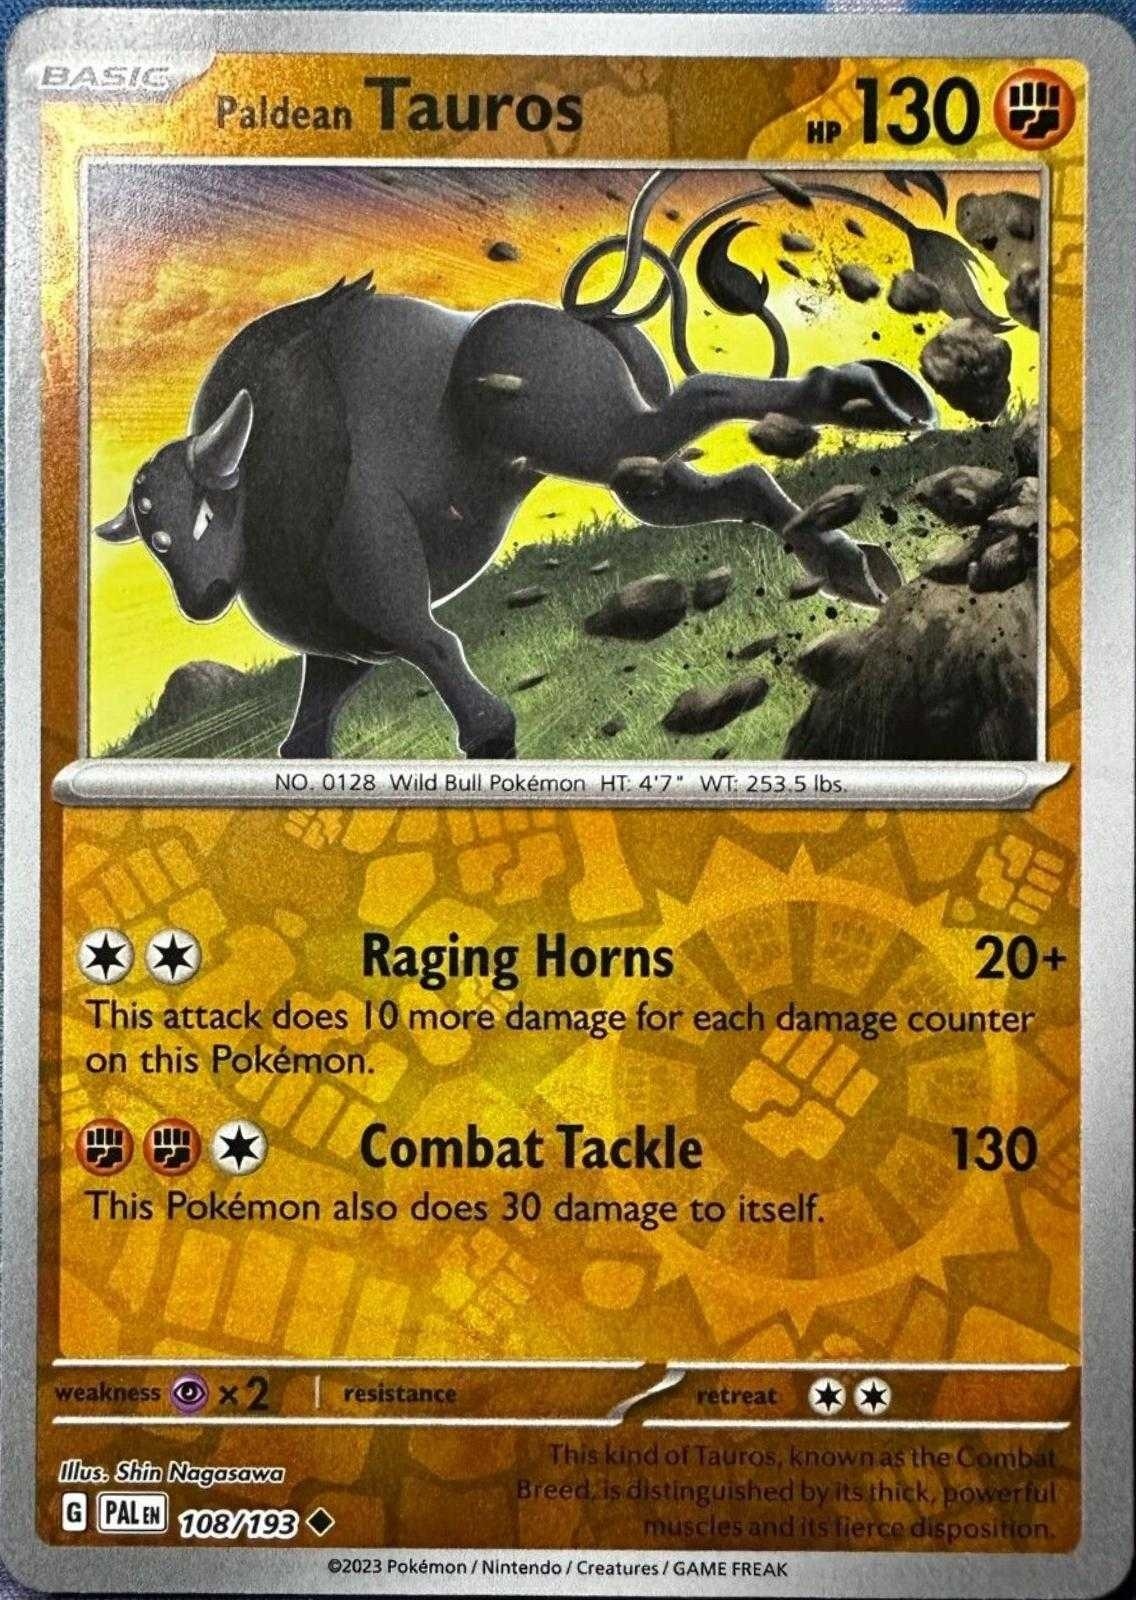 BASIC
Paldean Tauros HP 130
NO. 0128 Wild Bull Pokémon HT: 4'7" WT: 253.5 lbs.
Raging Horns 20+
This attack does 10 more damage for each damage counter
on this Pokémon.
Combat Tackle 130
This Pokémon also does 30 damage to itself.
weakness ×2 resistance retreat
This kind of Tauros, known as the Combat
Breed, is distinguished by its thick, powerful
muscles and its fierce disposition.
Illus. Shin Nagasawa
G PAL EN 108/193
©2023 Pokémon / Nintendo / Creatures / GAME FREAK